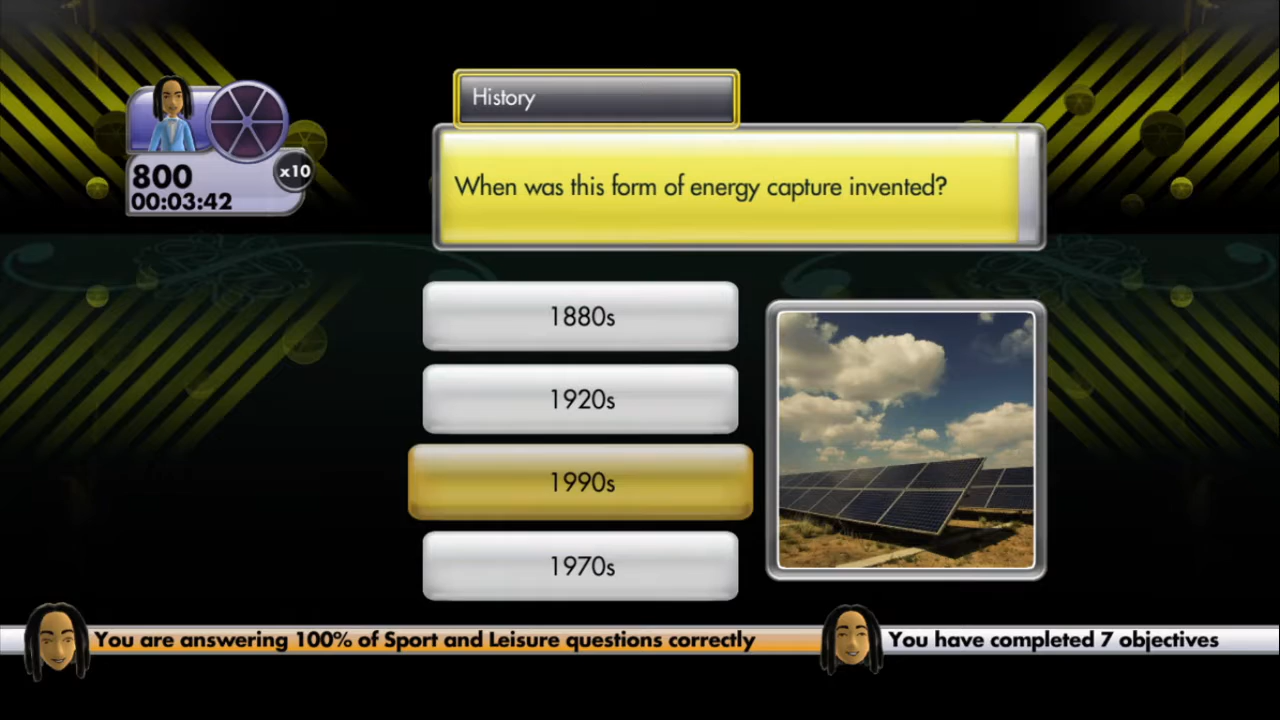 History
When was this form of energy capture invented?
800
x10
00:03:42
1880s
1920s
1990s
1970s
You are answering 100% of Sport and Leisure questions correctly
You have completed 7 objectives